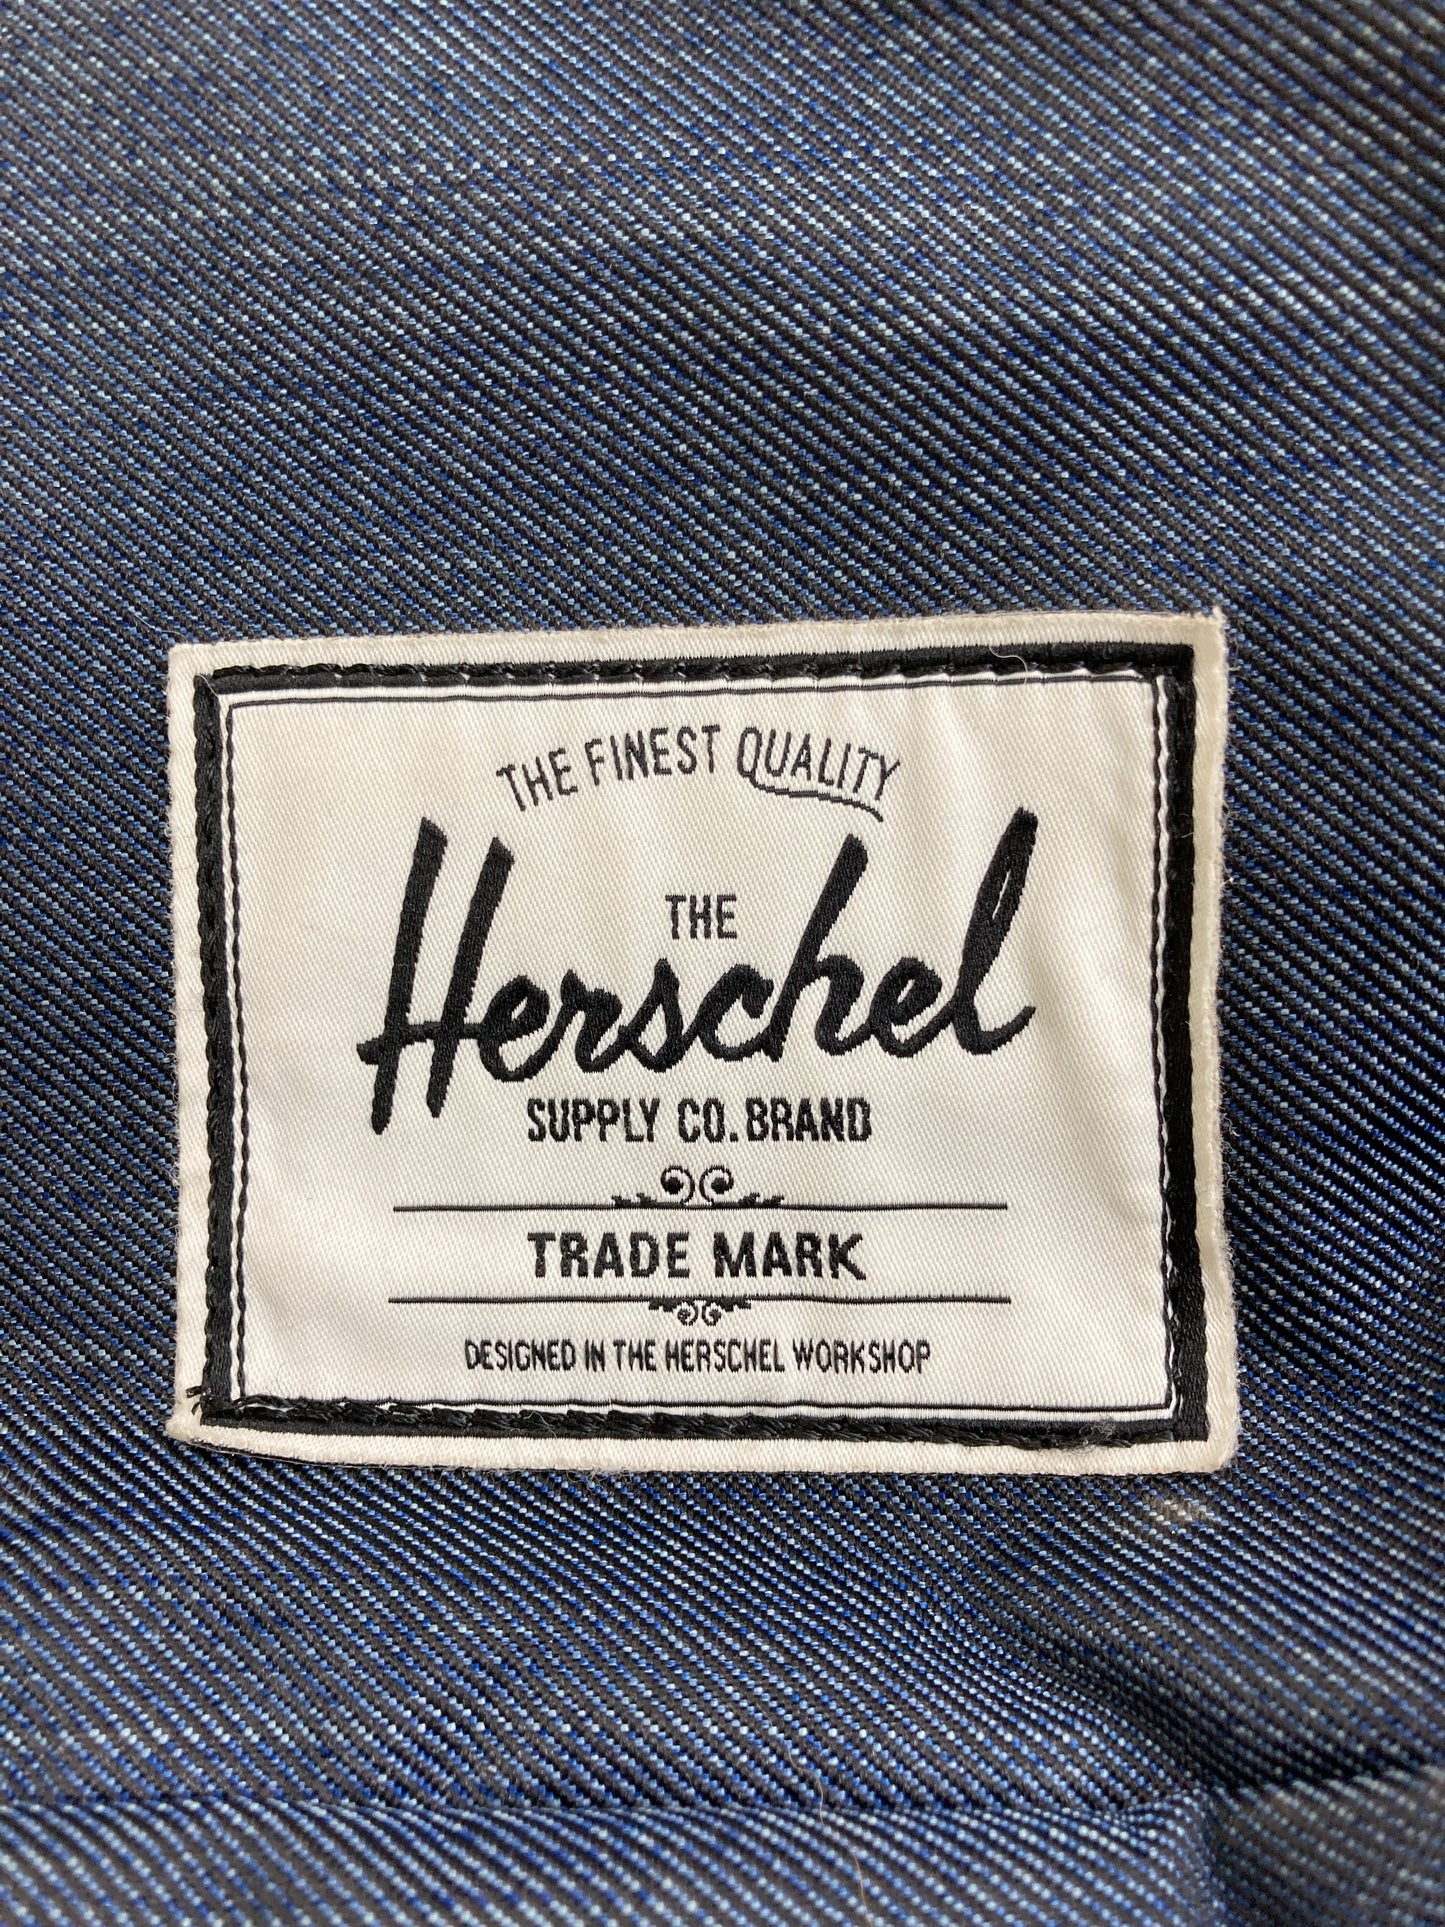 THE FINEST QUALITY
THE
Herschel
SUPPLY CO. BRAND
TRADE MARK
DESIGNED IN THE HERSCHEL WORKSHOP